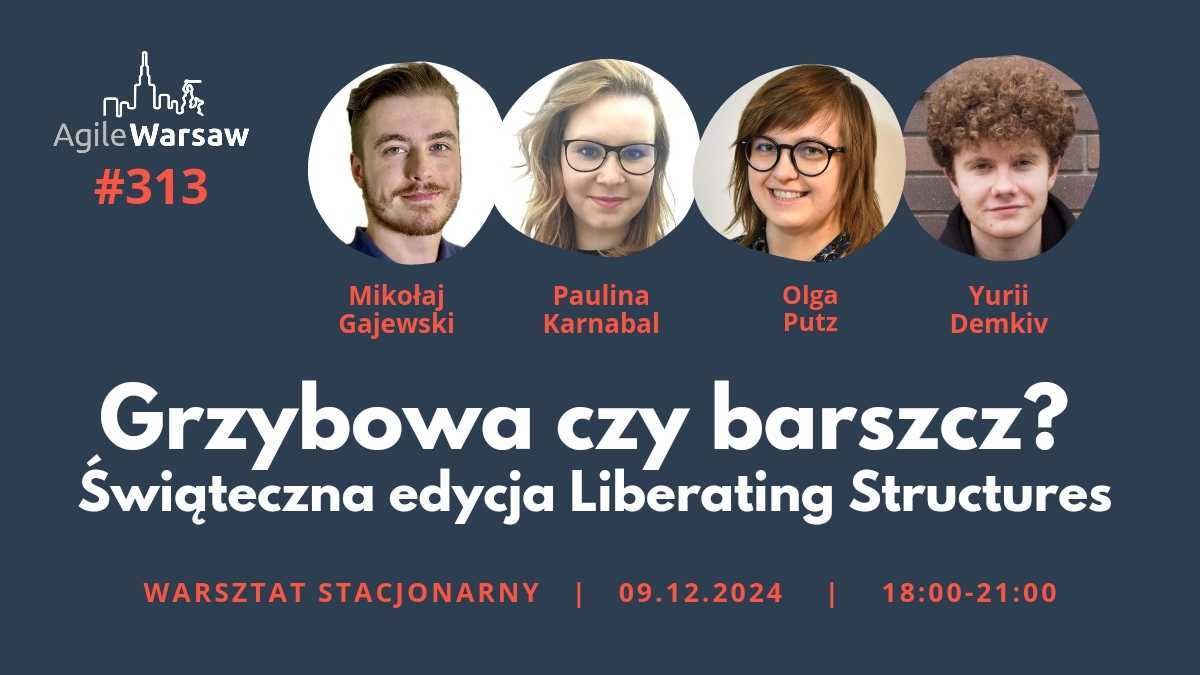 AgileWarsaw
#313
Mikołaj
Gajewski
Paulina
Karnabal
Olga
Putz
Yurii
Demkiv
Grzybowa czy barszcz?
Świąteczna edycja Liberating Structures
WARSZTAT STACJONARNY | 09.12.2024 | 18:00-21:00